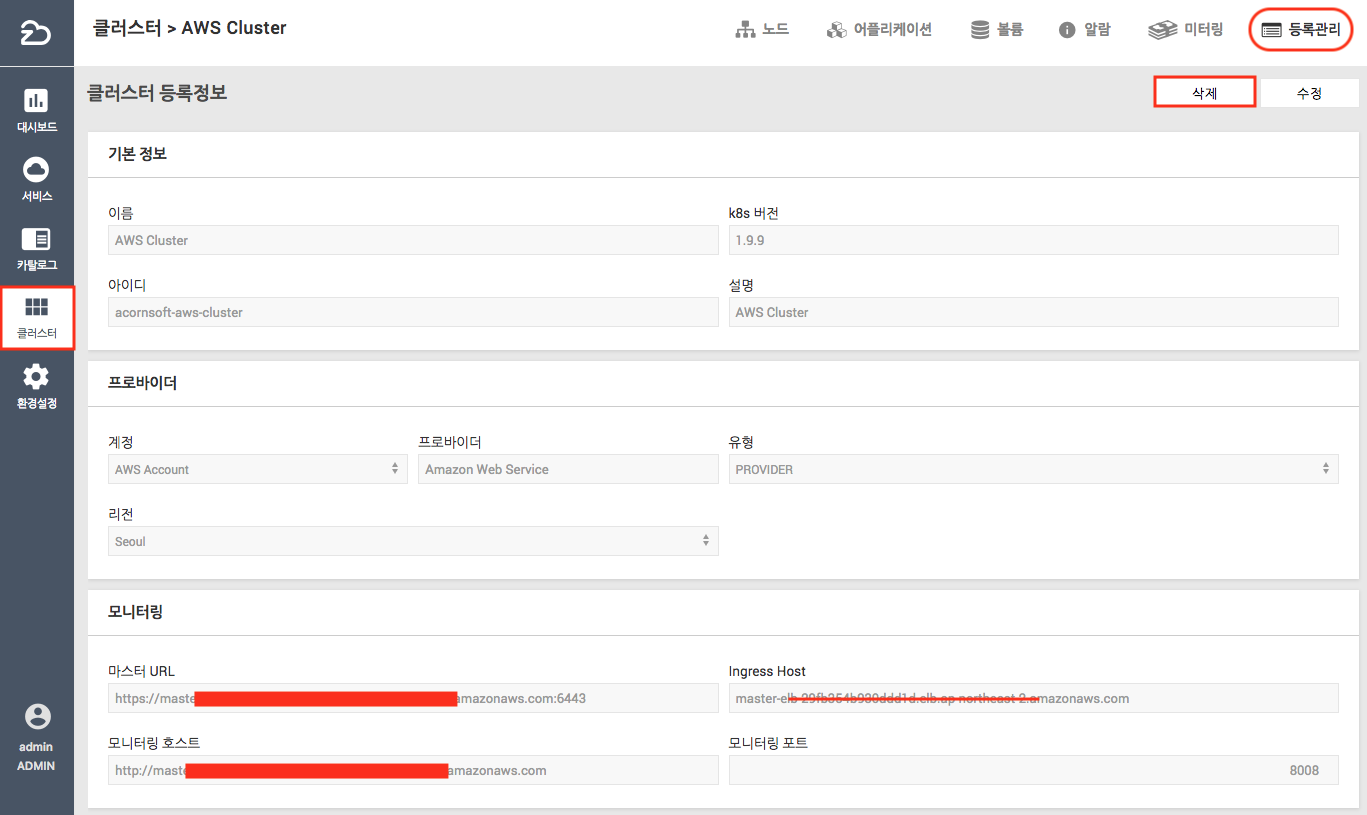 클러스터 > AWS Cluster
노드 어플리케이션 볼륨 알람 미터링 등록관리
대시보드
서비스
카탈로그
클러스터
환경설정
admin
ADMIN
클러스터 등록정보
삭제 수정
기본 정보
이름 k8s 버전
AWS Cluster 1.9.9
아이디 설명
acornsoft-aws-cluster AWS Cluster
프로바이더
계정 프로바이더 유형
AWS Account Amazon Web Service PROVIDER
리전
Seoul
모니터링
마스터 URL Ingress Host
https://maste amazonaws.com:6443 master-elb amazonaws.com
모니터링 호스트 모니터링 포트
http://mast amazonaws.com 8008